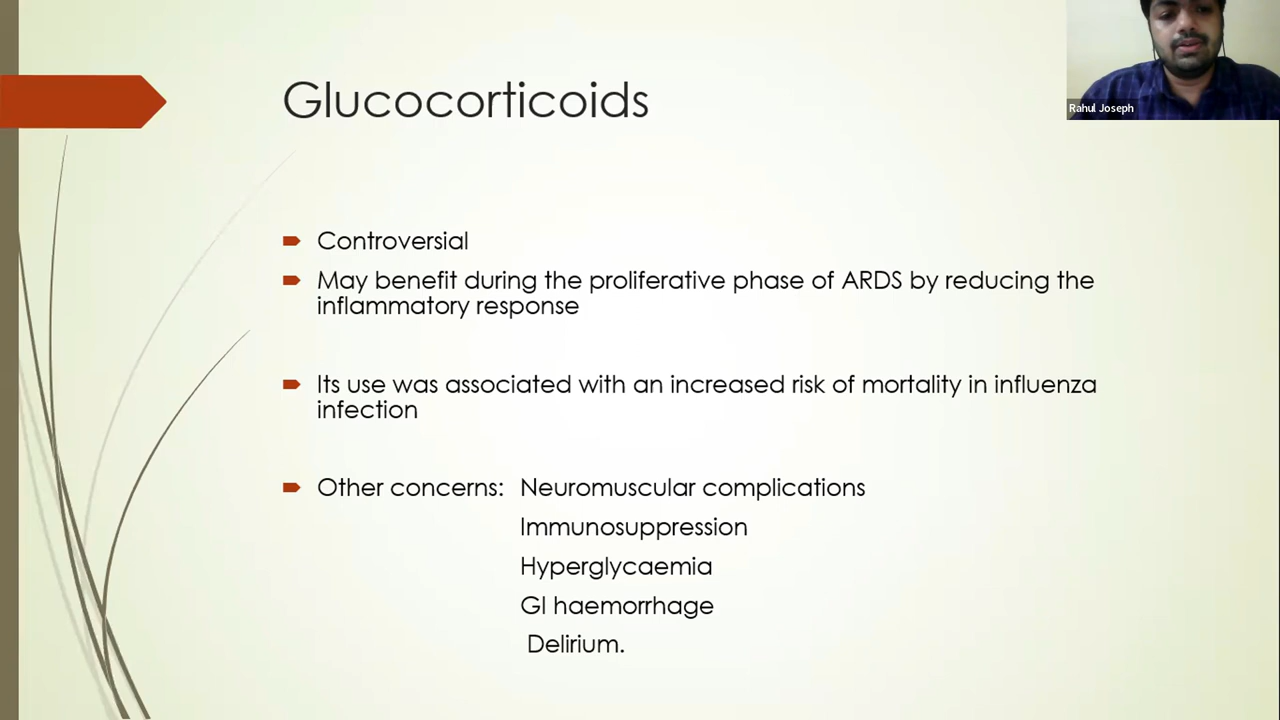 Glucocorticoids
Rahul Joseph
Controversial
May benefit during the proliferative phase of ARDS by reducing the
inflammatory response
Its use was associated with an increased risk of mortality in influenza
infection
Other concerns: Neuromuscular complications
Immunosuppression
Hyperglycaemia
GI haemorrhage
Delirium.